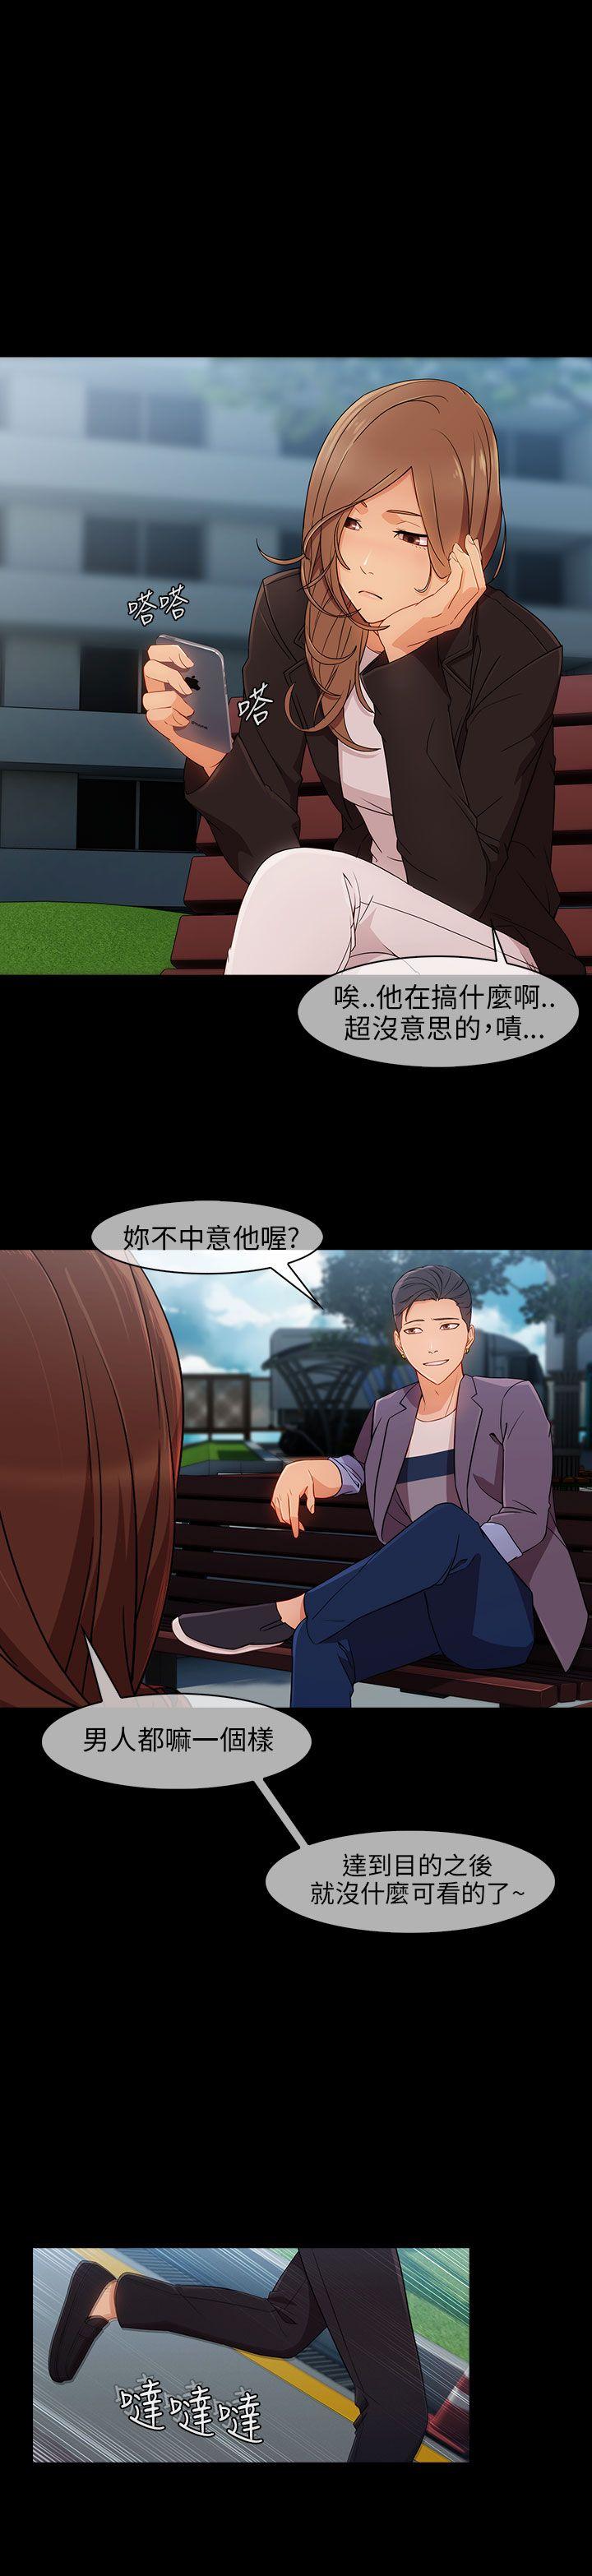 嗒嗒
嗒
iPhone
唉..他在搞什麼啊..
超沒意思的,嘖...
妳不中意他喔?
男人都嘛一個樣
達到目的之後
就沒什麼可看的了~
噠噠噠